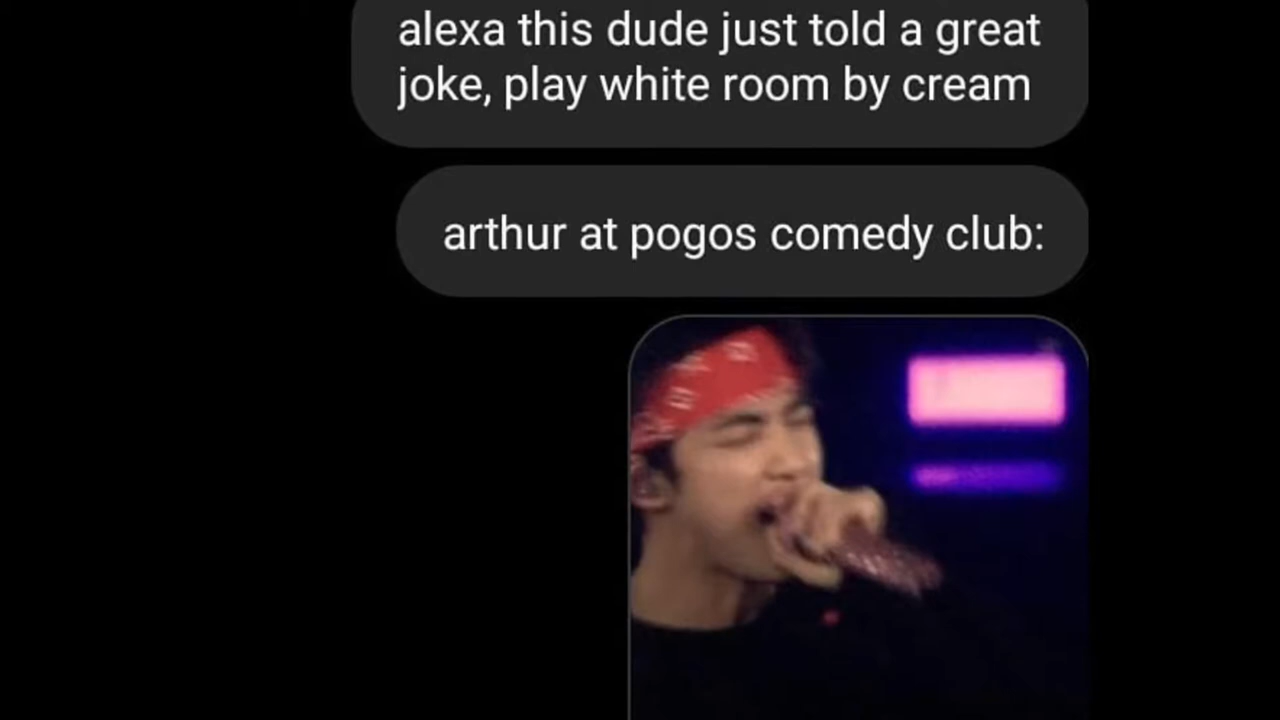 alexa this dude just told a great
joke, play white room by cream
arthur at pogos comedy club: